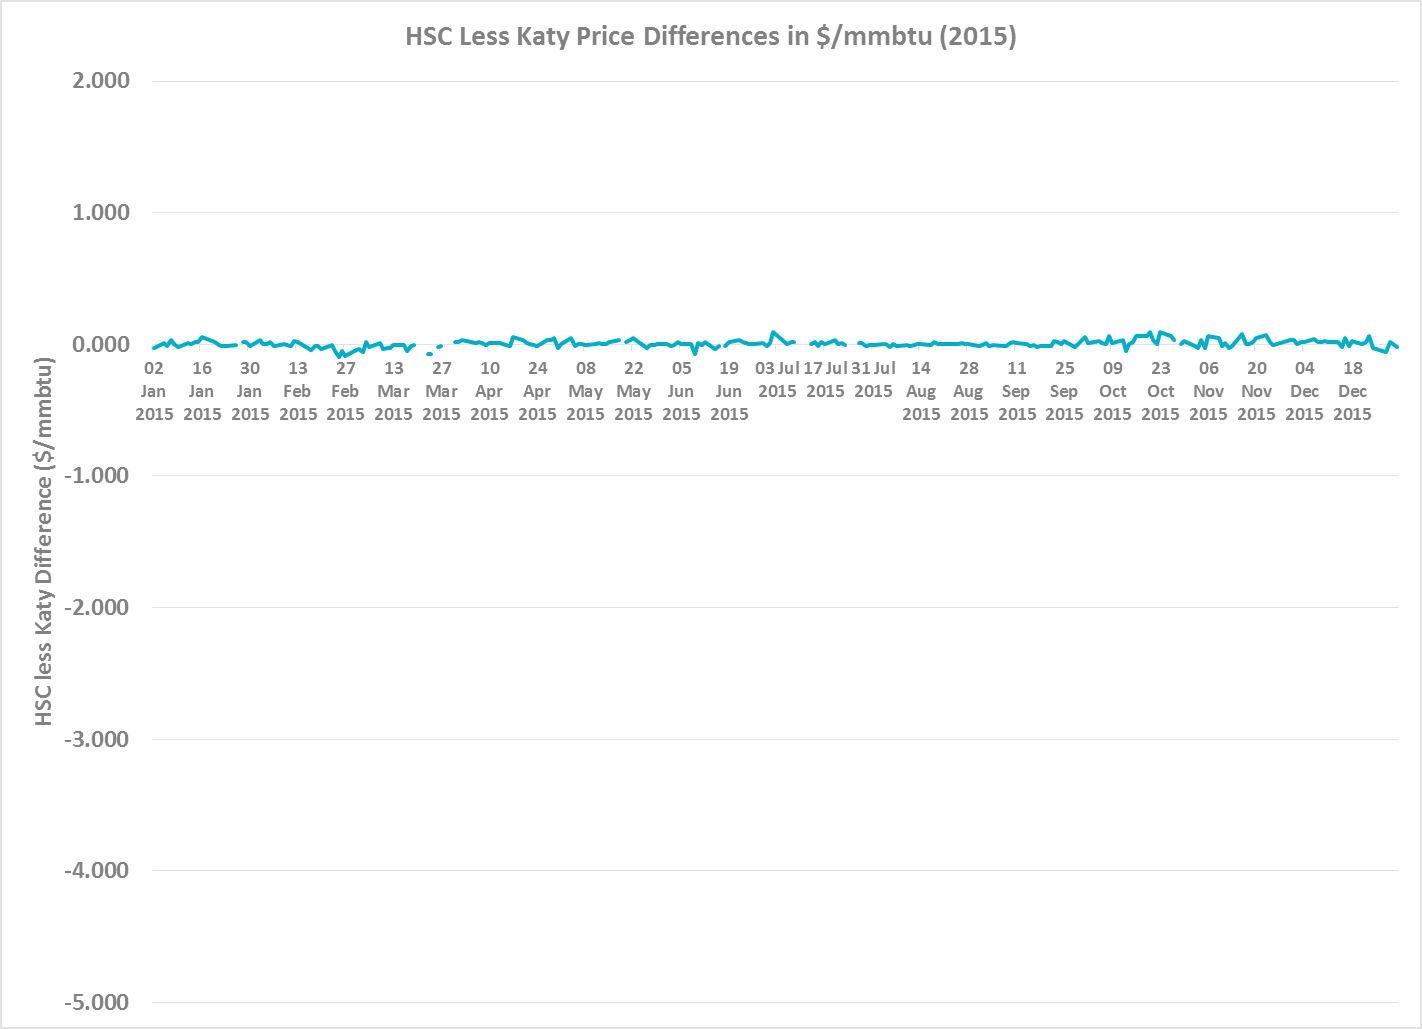 HSC Less Katy Price Differences in $/mmbtu (2015)
HSC less Katy Difference ($/mmbtu)
2.000
1.000
0.000
-1.000
-2.000
-3.000
-4.000
-5.000
02 Jan 2015
16 Jan 2015
30 Jan 2015
13 Feb 2015
27 Feb 2015
13 Mar 2015
27 Mar 2015
10 Apr 2015
24 Apr 2015
08 May 2015
22 May 2015
05 Jun 2015
19 Jun 2015
03 Jul 2015
17 Jul 2015
31 Jul 2015
14 Aug 2015
28 Aug 2015
11 Sep 2015
25 Sep 2015
09 Oct 2015
23 Oct 2015
06 Nov 2015
20 Nov 2015
04 Dec 2015
18 Dec 2015